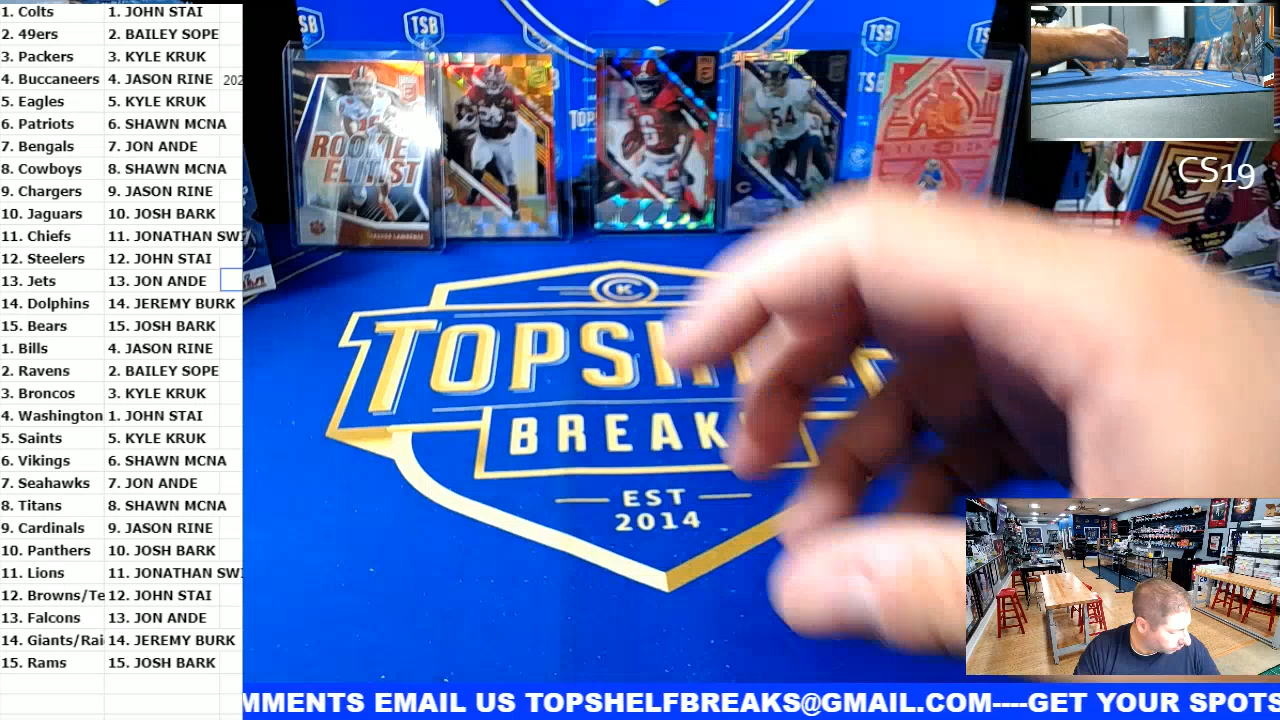 1. Colts 1. JOHN STAI
2. 49ers 2. BAILEY SOPE
3. Packers 3. KYLE KRUK
4. Buccaneers 4. JASON RINE 202
5. Eagles 5. KYLE KRUK
6. Patriots 6. SHAWN MCNA
7. Bengals 7. JON ANDE
8. Cowboys 8. SHAWN MCNA
9. Chargers 9. JASON RINE
10. Jaguars 10. JOSH BARK
11. Chiefs 11. JONATHAN SWI
12. Steelers 12. JOHN STAI
13. Jets 13. JON ANDE
14. Dolphins 14. JEREMY BURK
15. Bears 15. JOSH BARK
1. Bills 4. JASON RINE
2. Ravens 2. BAILEY SOPE
3. Broncos 3. KYLE KRUK
4. Washington 1. JOHN STAI
5. Saints 5. KYLE KRUK
6. Vikings 6. SHAWN MCNA
7. Seahawks 7. JON ANDE
8. Titans 8. SHAWN MCNA
9. Cardinals 9. JASON RINE
10. Panthers 10. JOSH BARK
11. Lions 11. JONATHAN SWI
12. Browns/Te 12. JOHN STAI
13. Falcons 13. JON ANDE
14. Giants/Rai 14. JEREMY BURK
15. Rams 15. JOSH BARK
TSB
TSB
TSB
TSB
ROOKIE
ELITIST
6
54
CS19
TOPSHEL
BREAK
EST
2014
MMENTS EMAIL US TOPSHELFBREAKS@GMAIL.COM----GET YOUR SPOTS